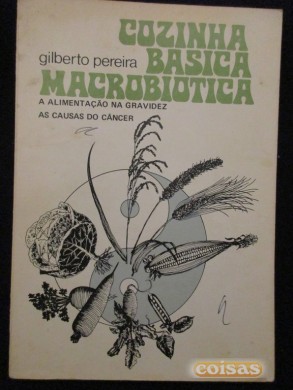 COZINHA
gilberto pereira BÁSICA
MACROBIÓTICA
A ALIMENTAÇÃO NA GRAVIDEZ
AS CAUSAS DO CÂNCER
coisas